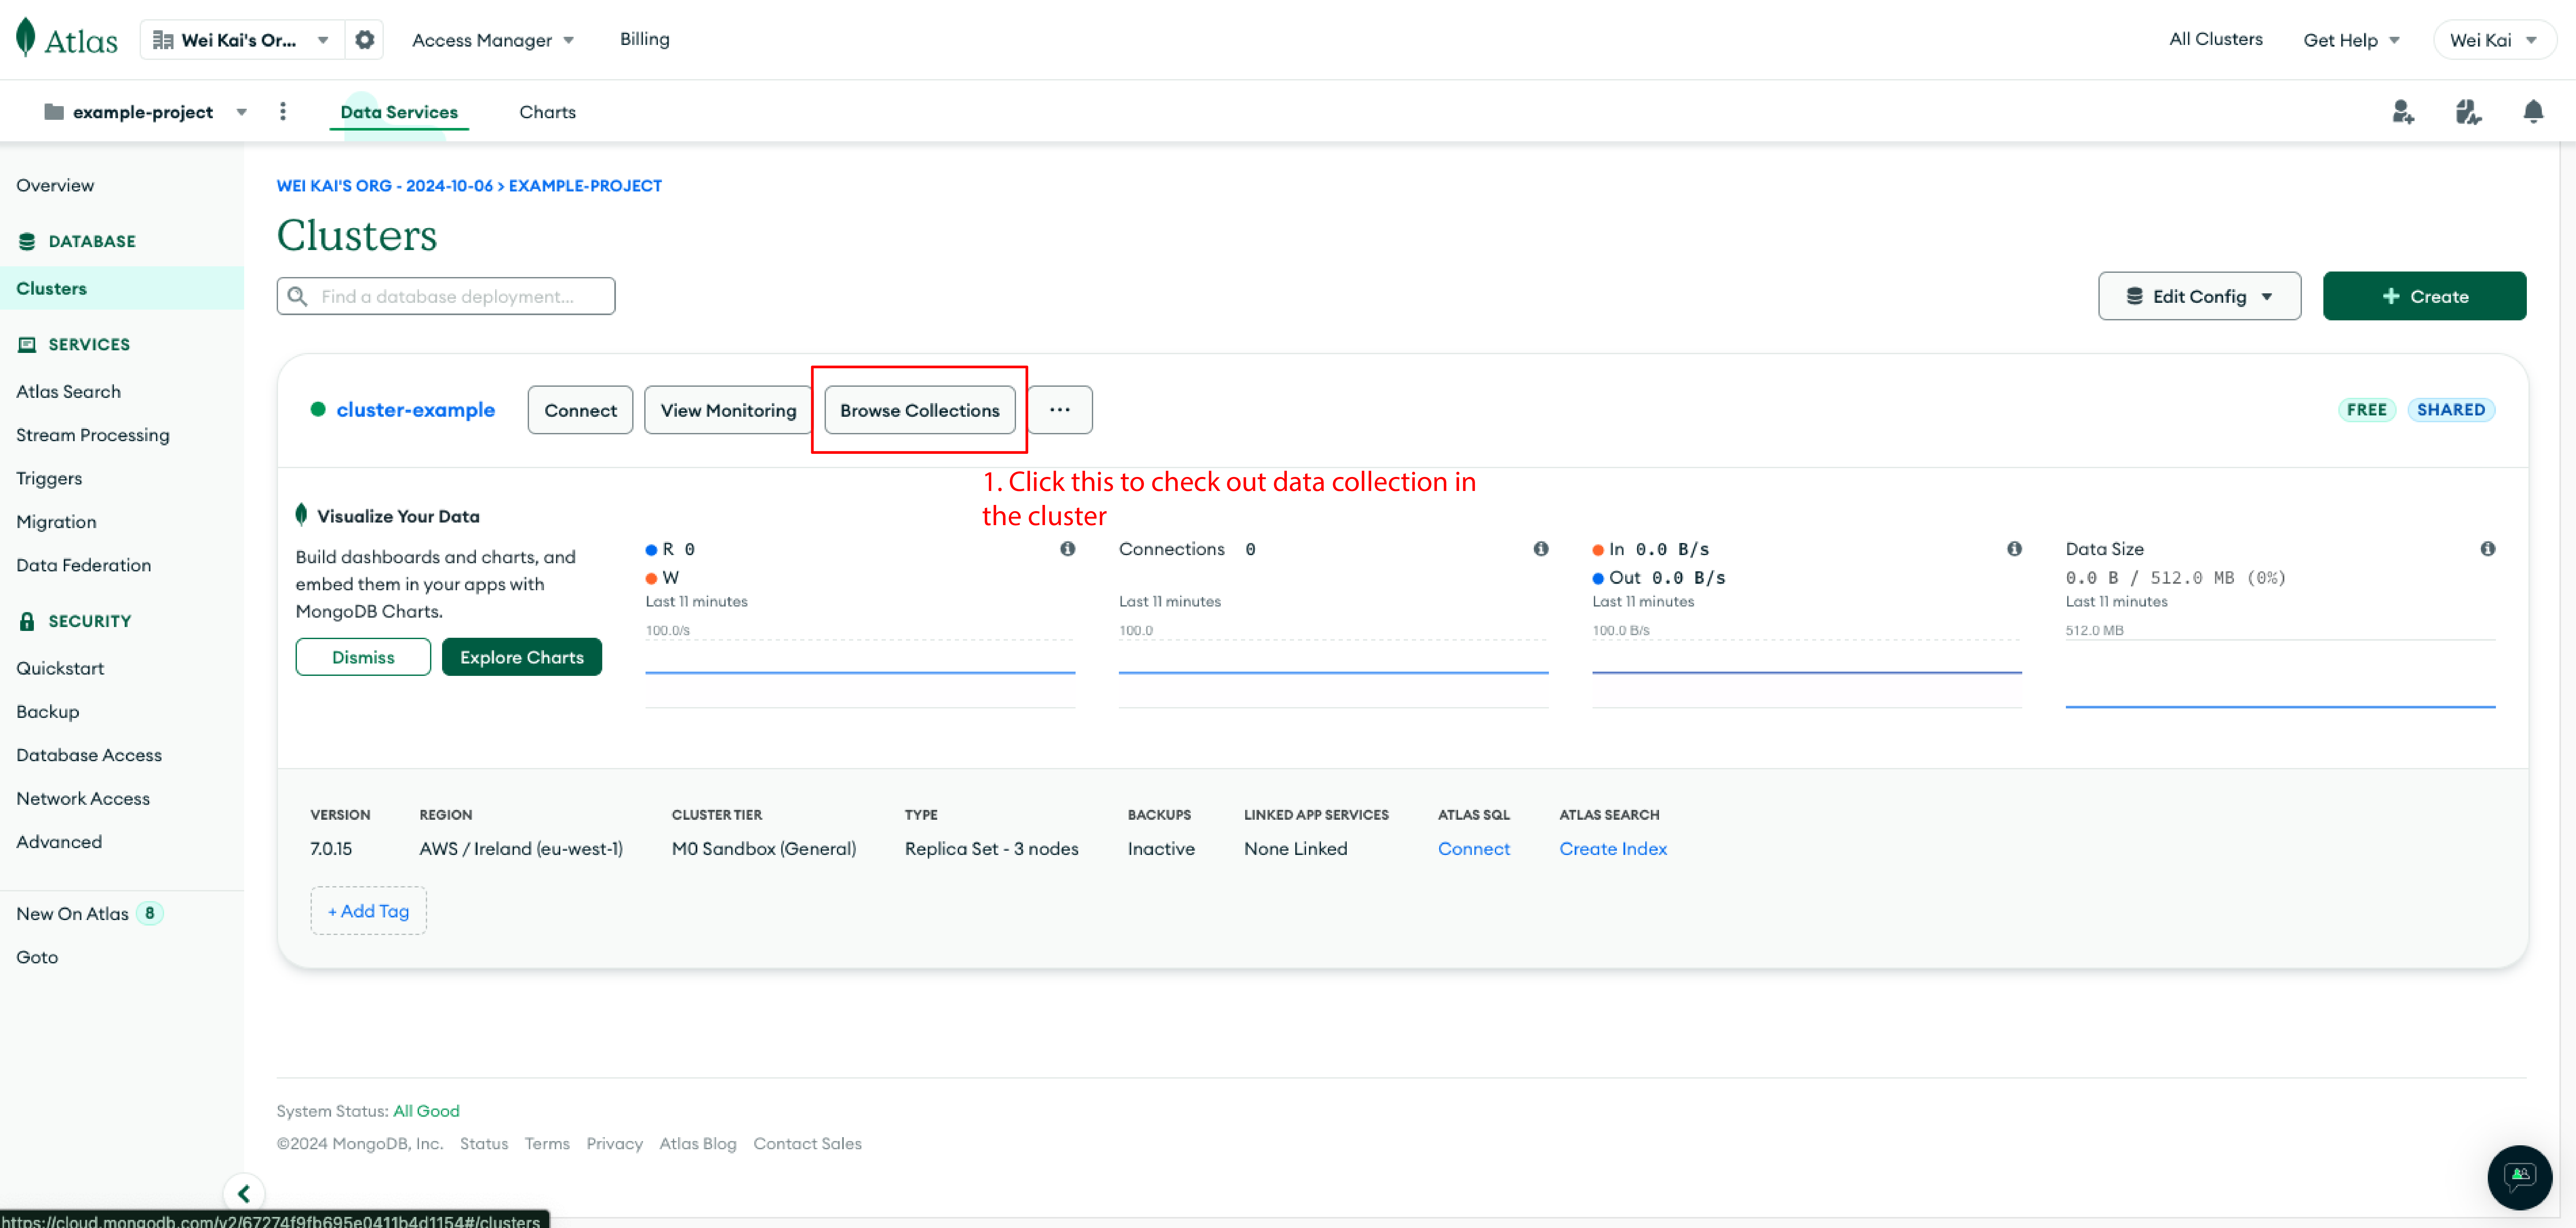 Atlas
Wei Kai's Or...
Access Manager
Billing
All Clusters
Get Help
Wei Kai
example-project
Data Services
Charts
Overview
DATABASE
Clusters
SERVICES
Atlas Search
Stream Processing
Triggers
Migration
Data Federation
SECURITY
Quickstart
Backup
Database Access
Network Access
Advanced
New On Atlas 8
Goto
WEI KAI'S ORG - 2024-10-06 > EXAMPLE-PROJECT
Clusters
Find a database deployment...
Edit Config
+ Create
cluster-example
Connect
View Monitoring
Browse Collections
...
FREE
SHARED
1. Click this to check out data collection in
the cluster
Visualize Your Data
Build dashboards and charts, and
embed them in your apps with
MongoDB Charts.
Dismiss
Explore Charts
R 0
W
Last 11 minutes
100.0/s
Connections 0
Last 11 minutes
100.0
In 0.0 B/s
Out 0.0 B/s
Last 11 minutes
100.0 B/s
Data Size
0.0 B / 512.0 MB (0%)
Last 11 minutes
512.0 MB
VERSION
7.0.15
REGION
AWS / Ireland (eu-west-1)
CLUSTER TIER
M0 Sandbox (General)
TYPE
Replica Set - 3 nodes
BACKUPS
Inactive
LINKED APP SERVICES
None Linked
ATLAS SQL
Connect
ATLAS SEARCH
Create Index
+ Add Tag
System Status: All Good
©2024 MongoDB, Inc. Status Terms Privacy Atlas Blog Contact Sales
https://cloud.mongodb.com/v2/67274f9fb695e0411b4d1154#/clusters